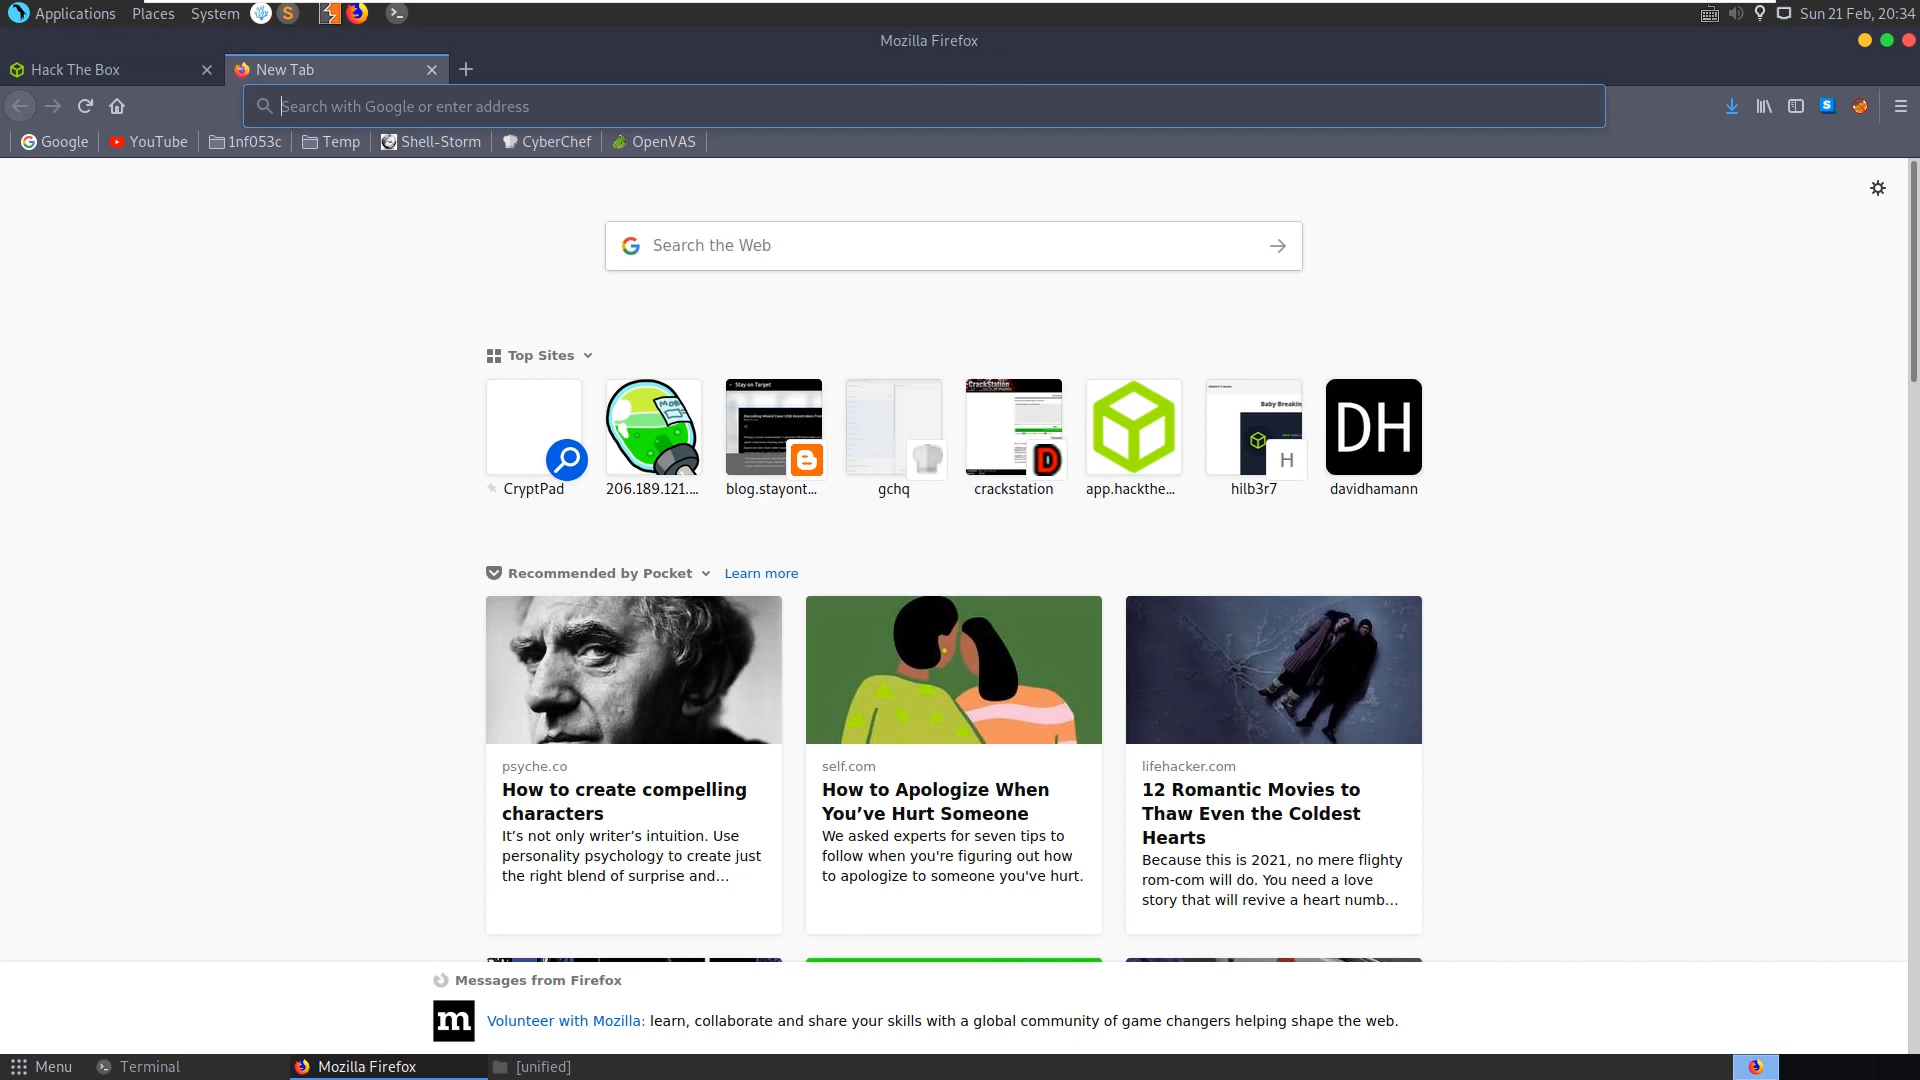 Applications Places System S Sun 21 Feb, 20:34
Mozilla Firefox
Hack The Box New Tab
Search with Google or enter address S
Google YouTube 1nf053c Temp Shell-Storm CyberChef OpenVAS
Search the Web
Top Sites
Stay on Target
CrackStation
Baby Breakin
DH
H
CryptPad 206.189.121.... blog.stayont... gchq crackstation app.hackthe... hilb3r7 davidhamann
Recommended by Pocket Learn more
psyche.co
How to create compelling
characters
It’s not only writer’s intuition. Use
personality psychology to create just
the right blend of surprise and…
self.com
How to Apologize When
You’ve Hurt Someone
We asked experts for seven tips to
follow when you're figuring out how
to apologize to someone you've hurt.
lifehacker.com
12 Romantic Movies to
Thaw Even the Coldest
Hearts
Because this is 2021, no mere flighty
rom-com will do. You need a love
story that will revive a heart numb…
Messages from Firefox
m
Volunteer with Mozilla: learn, collaborate and share your skills with a global community of game changers helping shape the web.
Menu Terminal Mozilla Firefox [unified]